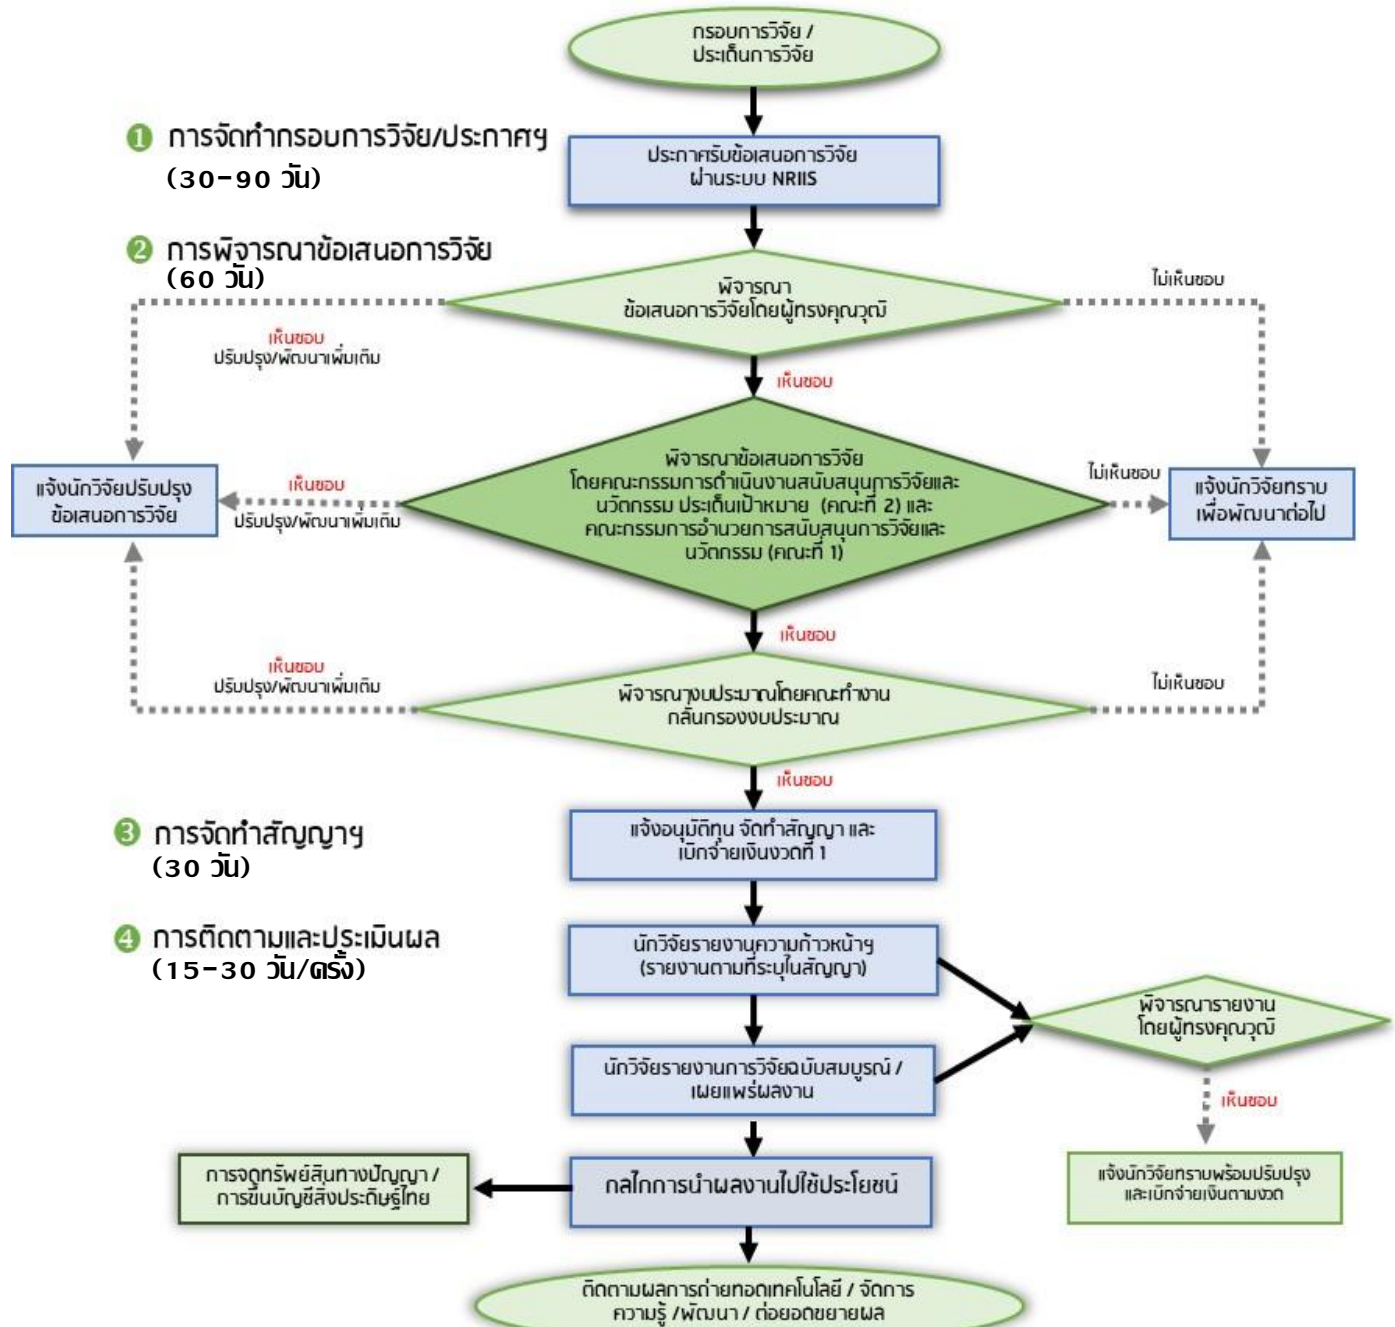 กรอบการวิจัย /
ประเด็นการวิจัย
❶ การจัดทำกรอบการวิจัย/ประกาศฯ
(30-90 วัน)
ประกาศรับข้อเสนอการวิจัย
ผ่านระบบ NRIIS
❷ การพิจารณาข้อเสนอการวิจัย
(60 วัน)
พิจารณา
ข้อเสนอการวิจัยโดยผู้ทรงคุณวุฒิ
ไม่เห็นชอบ
เห็นชอบ
ปรับปรุง/พัฒนาเพิ่มเติม
เห็นชอบ
พิจารณาข้อเสนอการวิจัย
โดยคณะกรรมการดำเนินงานสนับสนุนการวิจัยและ
นวัตกรรม ประเด็นเป้าหมาย (คณะที่ 2) และ
คณะกรรมการอำนวยการสนับสนุนการวิจัยและ
นวัตกรรม (คณะที่ 1)
เห็นชอบ
ปรับปรุง/พัฒนาเพิ่มเติม
แจ้งนักวิจัยปรับปรุง
ข้อเสนอการวิจัย
ไม่เห็นชอบ
แจ้งนักวิจัยทราบ
เพื่อพัฒนาต่อไป
เห็นชอบ
เห็นชอบ
ปรับปรุง/พัฒนาเพิ่มเติม
พิจารณางบประมาณโดยคณะทำงาน
กลั่นกรองงบประมาณ
ไม่เห็นชอบ
เห็นชอบ
❸ การจัดทำสัญญาฯ
(30 วัน)
แจ้งอนุมัติทุน จัดทำสัญญา และ
เบิกจ่ายเงินงวดที่ 1
❹ การติดตามและประเมินผล
(15-30 วัน/ครั้ง)
นักวิจัยรายงานความก้าวหน้าฯ
(รายงานตามที่ระบุในสัญญา)
พิจารณารายงาน
โดยผู้ทรงคุณวุฒิ
นักวิจัยรายงานการวิจัยฉบับสมบูรณ์ /
เผยแพร่ผลงาน
เห็นชอบ
การจดทรัพย์สินทางปัญญา /
การขึ้นบัญชีสิ่งประดิษฐ์ไทย
กลไกการนำผลงานไปใช้ประโยชน์
แจ้งนักวิจัยทราบพร้อมปรับปรุง
และเบิกจ่ายเงินตามงวด
ติดตามผลการถ่ายทอดเทคโนโลยี / จัดการ
ความรู้ /พัฒนา / ต่อยอดขยายผล